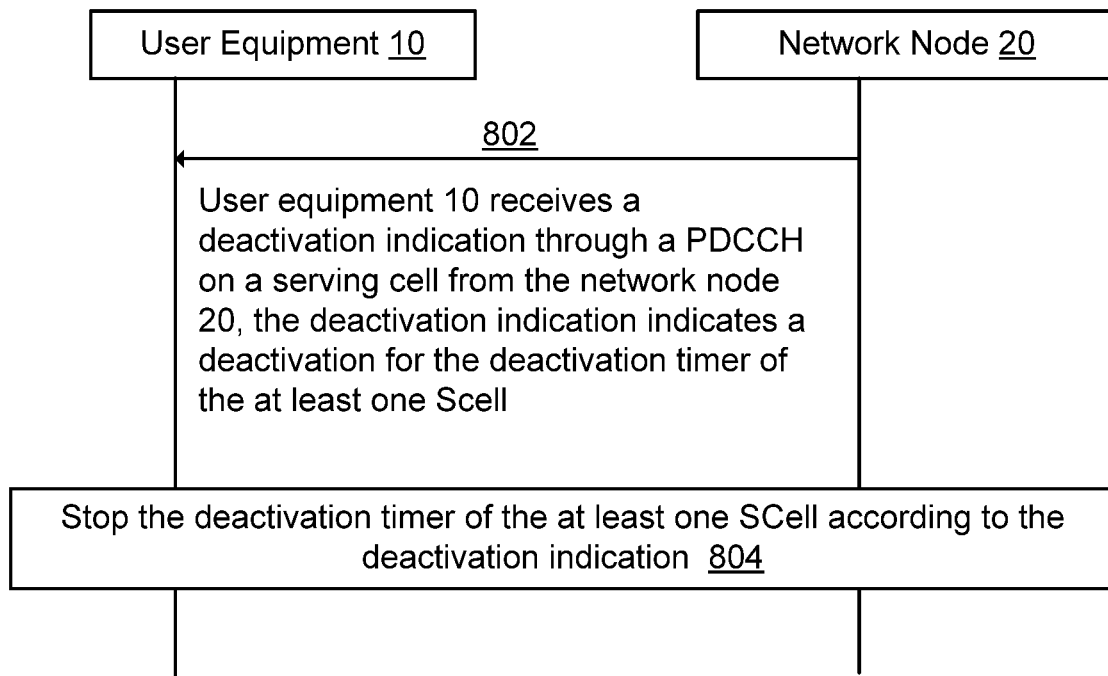 User Equipment 10
Network Node 20
802
User equipment 10 receives a
deactivation indication through a PDCCH
on a serving cell from the network node
20, the deactivation indication indicates a
deactivation for the deactivation timer of
the at least one Scell
Stop the deactivation timer of the at least one SCell according to the
deactivation indication 804